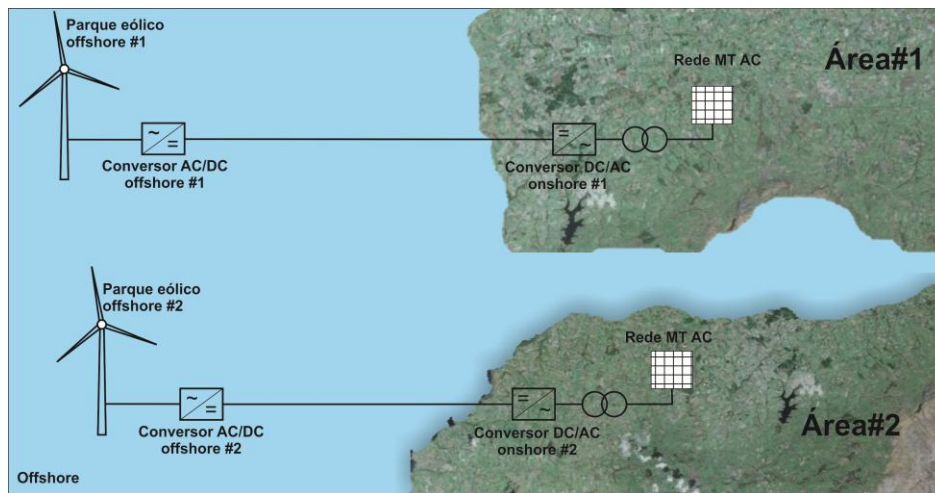 Parque eólico
offshore #1
Área#1
Rede MT AC
~
=
Conversor AC/DC
offshore #1
=
~
Conversor DC/AC
onshore #1
Parque eólico
offshore #2
Rede MT AC
~
=
Conversor AC/DC
offshore #2
=
~
Conversor DC/AC
onshore #2
Área#2
Offshore